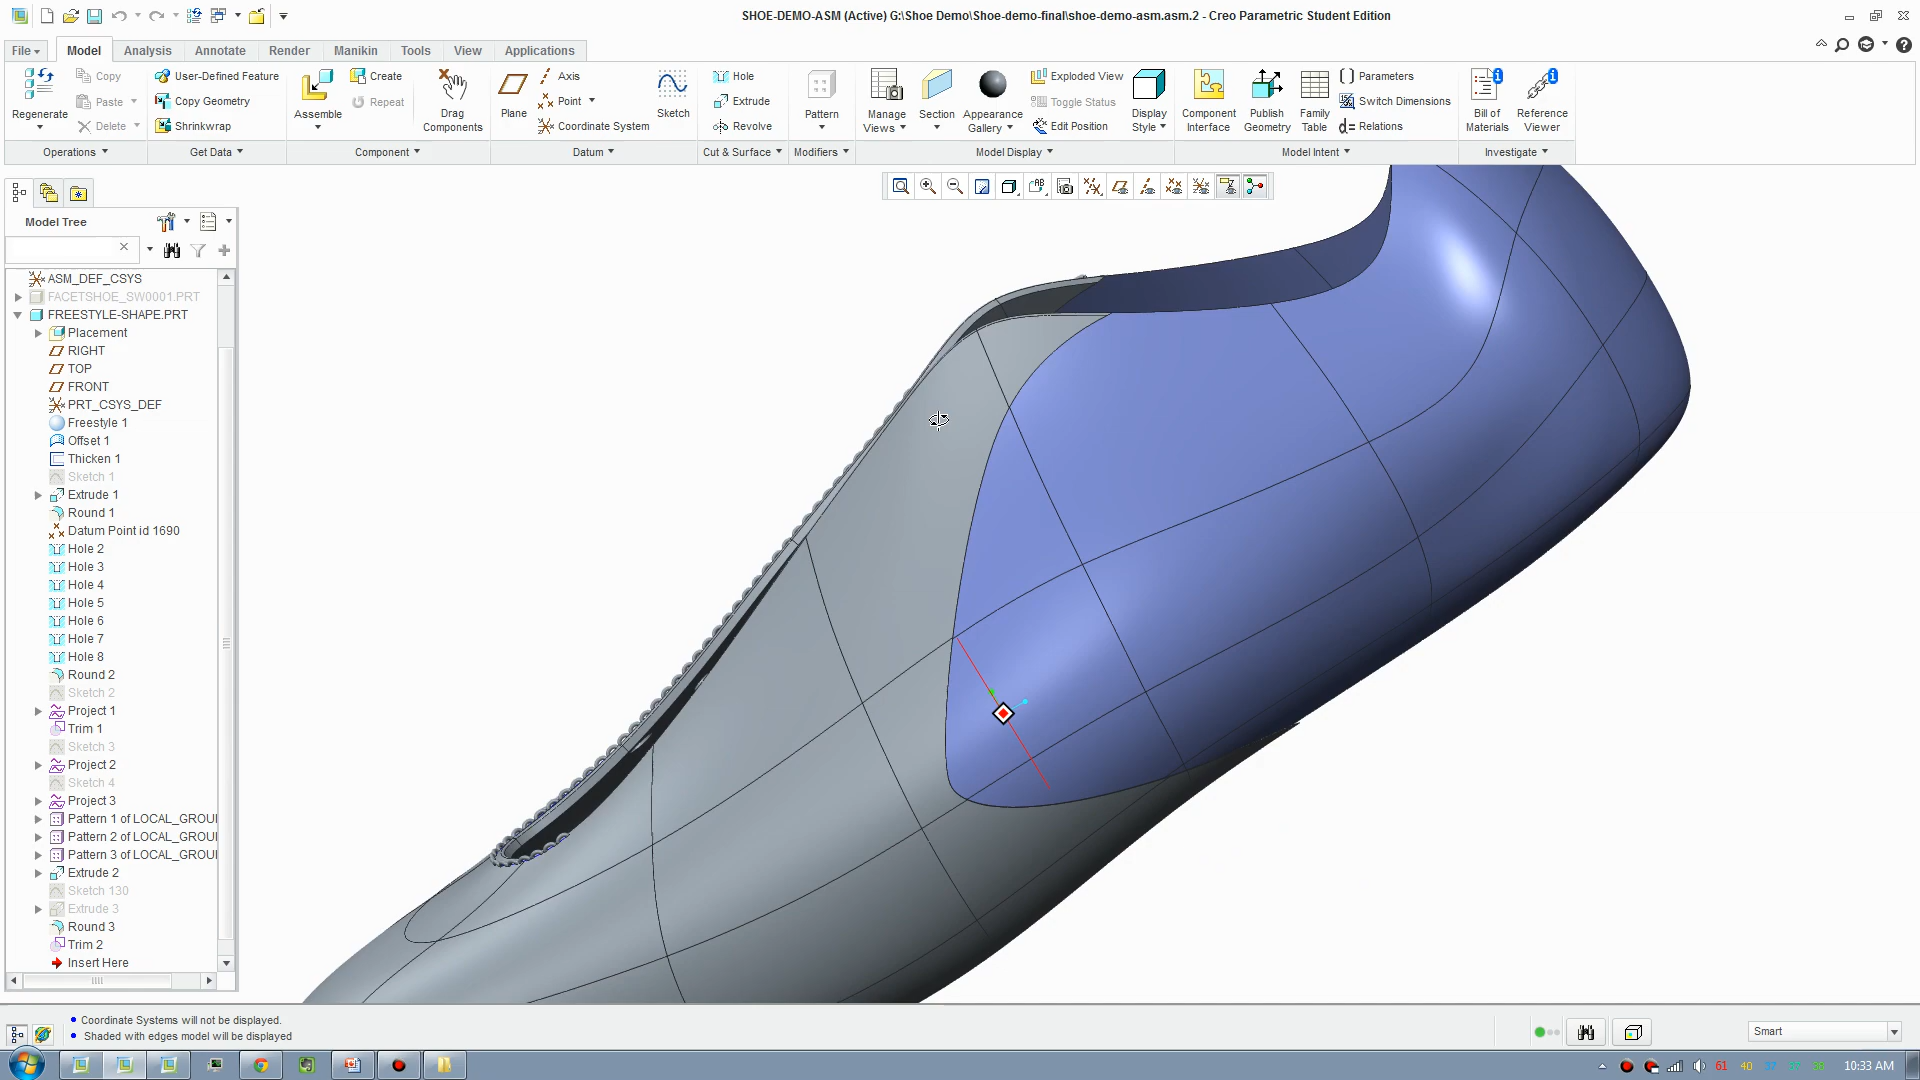 SHOE-DEMO-ASM (Active) G:\Shoe Demo\Shoe-demo-final\shoe-demo-asm.asm.2 - Creo Parametric Student Edition
File Model Analysis Annotate Render Manikin Tools View Applications
Regenerate
Copy
Paste
Delete
Operations
User-Defined Feature
Copy Geometry
Shrinkwrap
Get Data
Assemble
Create
Repeat
Drag
Components
Component
Plane
Axis
Point
Coordinate System
Sketch
Datum
Hole
Extrude
Revolve
Cut & Surface
Pattern
Modifiers
Manage
Views
Section
Appearance
Gallery
Exploded View
Toggle Status
Edit Position
Display
Style
Model Display
Component
Interface
Publish
Geometry
Family
Table
Parameters
Switch Dimensions
Relations
Model Intent
Bill of
Materials
Reference
Viewer
Investigate
Model Tree
ASM_DEF_CSYS
FACETSHOE_SW0001.PRT
FREESTYLE-SHAPE.PRT
Placement
RIGHT
TOP
FRONT
PRT_CSYS_DEF
Freestyle 1
Offset 1
Thicken 1
Sketch 1
Extrude 1
Round 1
Datum Point id 1690
Hole 2
Hole 3
Hole 4
Hole 5
Hole 6
Hole 7
Hole 8
Round 2
Sketch 2
Project 1
Trim 1
Sketch 3
Project 2
Sketch 4
Project 3
Pattern 1 of LOCAL_GROU
Pattern 2 of LOCAL_GROU
Pattern 3 of LOCAL_GROU
Extrude 2
Sketch 130
Extrude 3
Round 3
Trim 2
Insert Here
Coordinate Systems will not be displayed.
Shaded with edges model will be displayed
Smart
61 40 10:33 AM